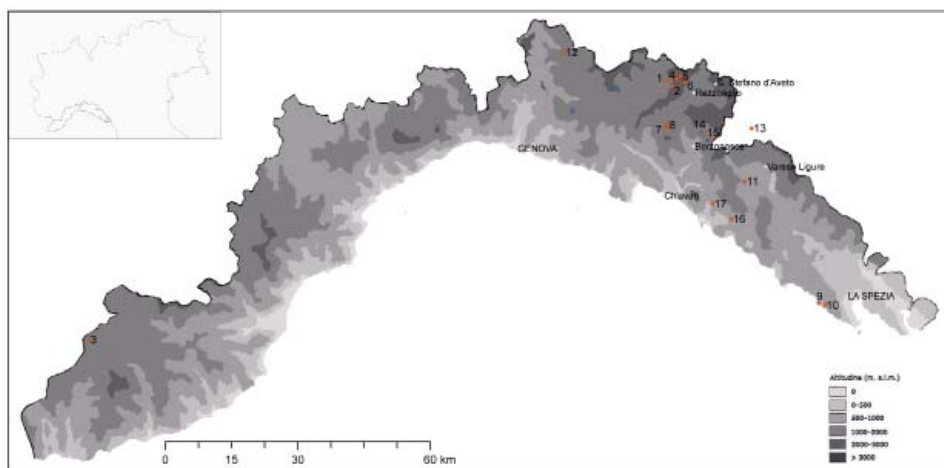 12
1 4 5
2 6
S. Stefano d'Aveto
Rezzoaglio
7 8
14
15
13
Borzonasca
GENOVA
Varese Ligure
11
Chiavari
17
16
9
10
LA SPEZIA
3
Altitudine (m. s.l.m.)
0
0-500
500-1000
1000-2000
2000-3000
> 3000
0 15 30 60 km